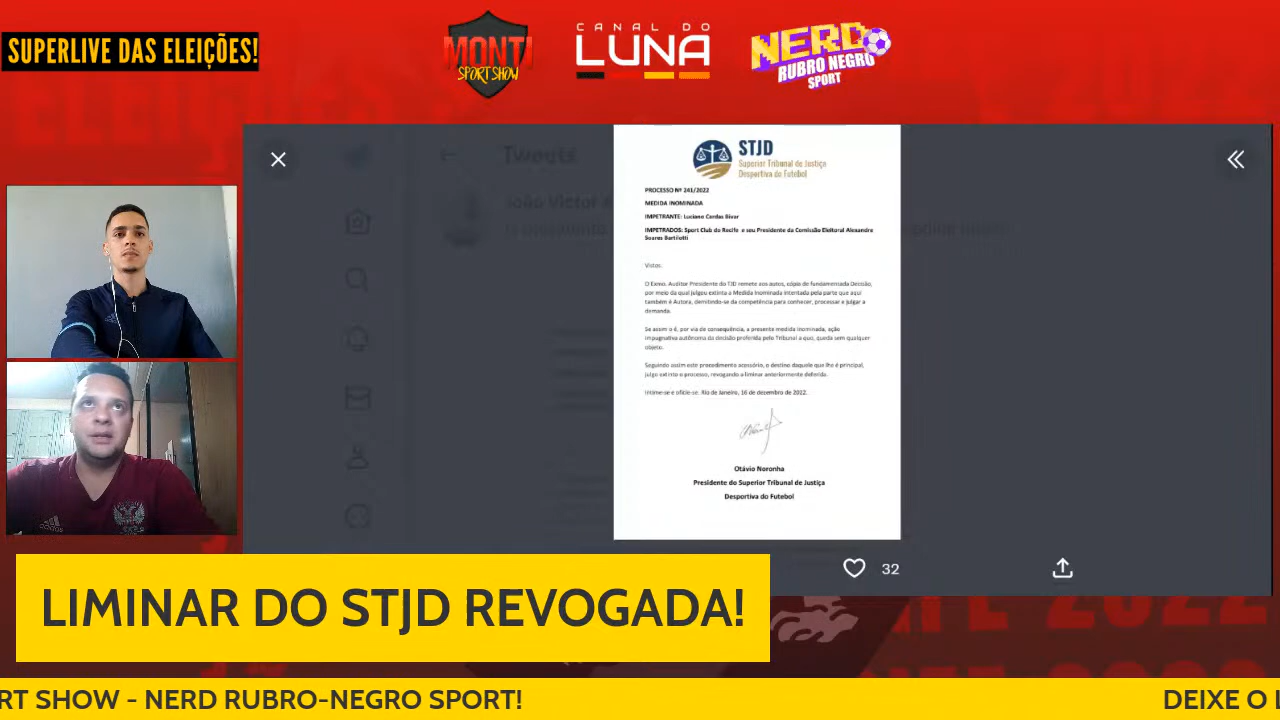 SUPERLIVE DAS ELEIÇÕES!
MONTI
SPORT SHOW
CANAL DO
LUNA
NERD
RUBRO NEGRO
SPORT
Tweets
João Victor
STJD
Superior Tribunal de Justiça
Desportiva do Futebol
PROCESSO Nº 241/2022
MEDIDA INOMINADA
IMPETRANTE: Luciano Caldas Bivar
IMPETRADOS: Sport Club do Recife e seu Presidente da Comissão Eleitoral Alexandre
Soares Bartilotti
Vistos.
O Exmo. Auditor Presidente do TJD remete aos autos, cópia de fundamentada Decisão,
por meio da qual julgou extinta a Medida Inominada intentada pela parte que aqui
também é Autora, demitindo-se da competência para conhecer, processar e julgar a
demanda.
Se assim o é, por via de consequência, a presente medida inominada, ação
impugnativa autônoma da decisão proferida pelo Tribunal a quo, queda sem qualquer
objeto.
Seguindo assim este procedimento acessório, o destino daquele que lhe é principal,
julgo extinto o processo, revogando a liminar anteriormente deferida.
Intime-se e oficie-se. Rio de Janeiro, 16 de dezembro de 2022.
Otávio Noronha
Presidente do Superior Tribunal de Justiça
Desportiva do Futebol
32
LIMINAR DO STJD REVOGADA!
RT SHOW - NERD RUBRO-NEGRO SPORT!
DEIXE O L